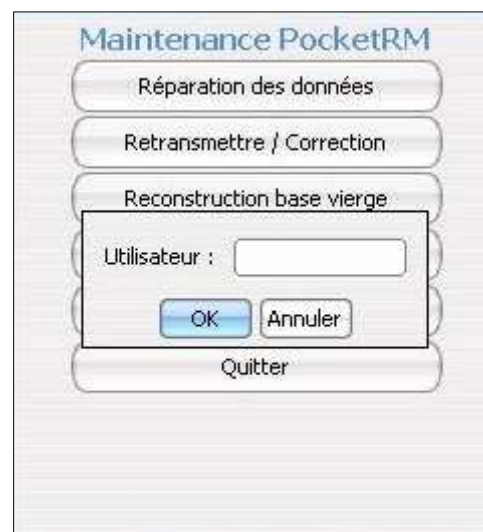 Maintenance PocketRM
Réparation des données
Retransmettre / Correction
Reconstruction base vierge
Utilisateur :
OK Annuler
Quitter